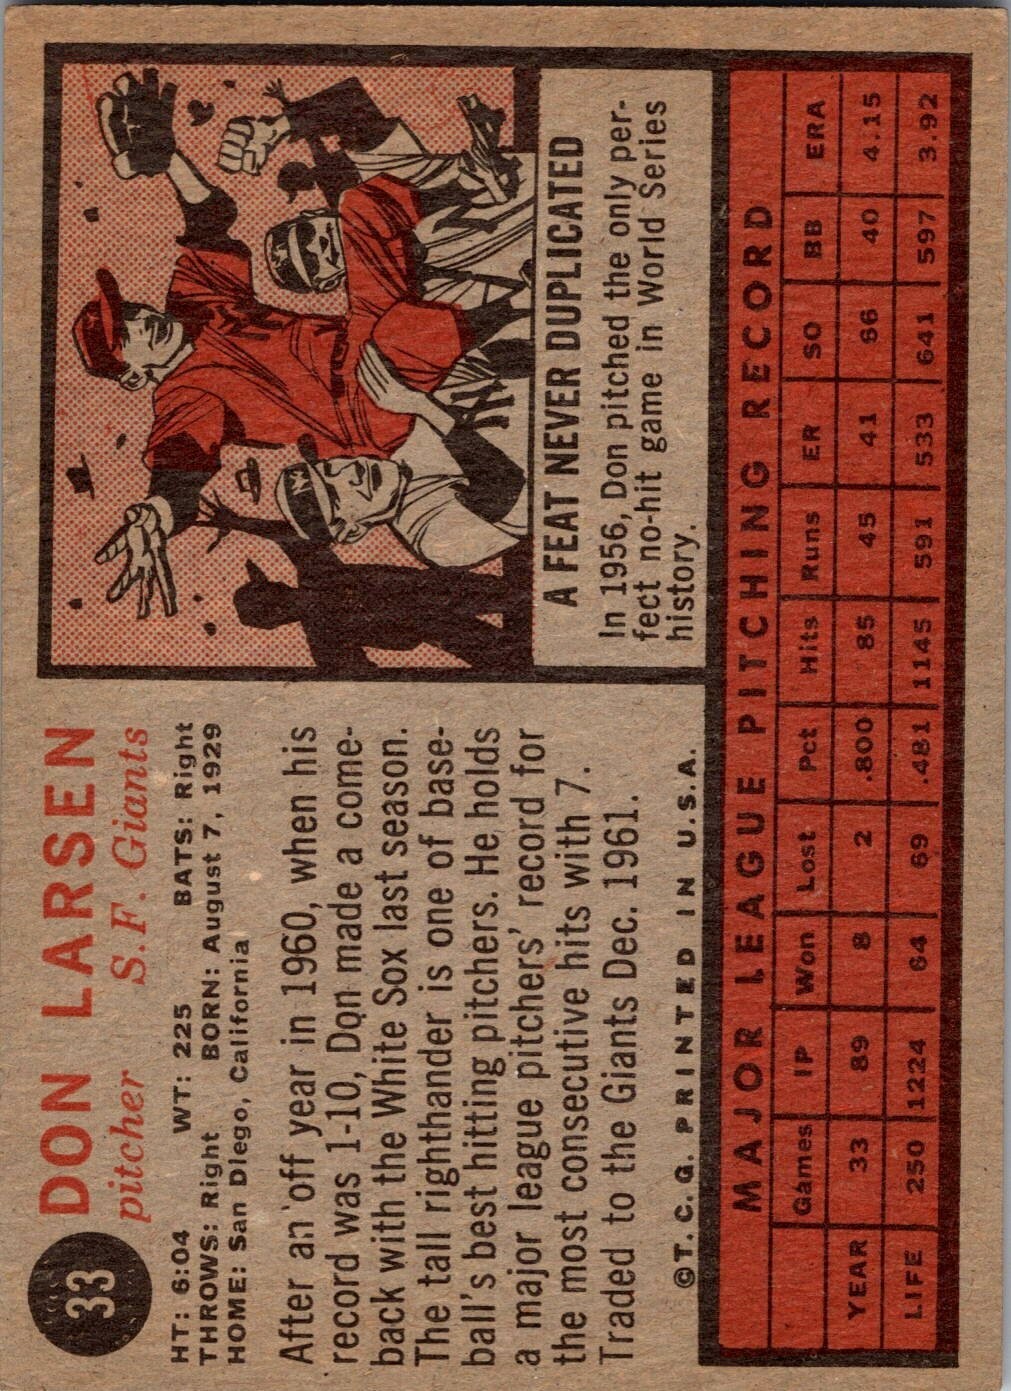 33
DON LARSEN
pitcher S.F. Giants
HT: 6:04 WT: 225 BATS: Right
THROWS: Right BORN: August 7, 1929
HOME: San Diego, California
After an off year in 1960, when his
record was 1-10, Don made a come-
back with the White Sox last season.
The tall righthander is one of base-
ball's best hitting pitchers. He holds
a major league pitchers' record for
the most consecutive hits with 7.
Traded to the Giants Dec. 1961.
©T. C. G. PRINTED IN U.S.A.
A FEAT NEVER DUPLICATED
In 1956, Don pitched the only per-
fect no-hit game in World Series
history.
MAJOR LEAGUE PITCHING RECORD
Games IP Won Lost Pct Hits Runs ER SO BB ERA
YEAR 33 89 8 2 .800 85 45 41 66 40 4.15
LIFE 250 1224 64 69 .481 1145 591 533 641 597 3.92